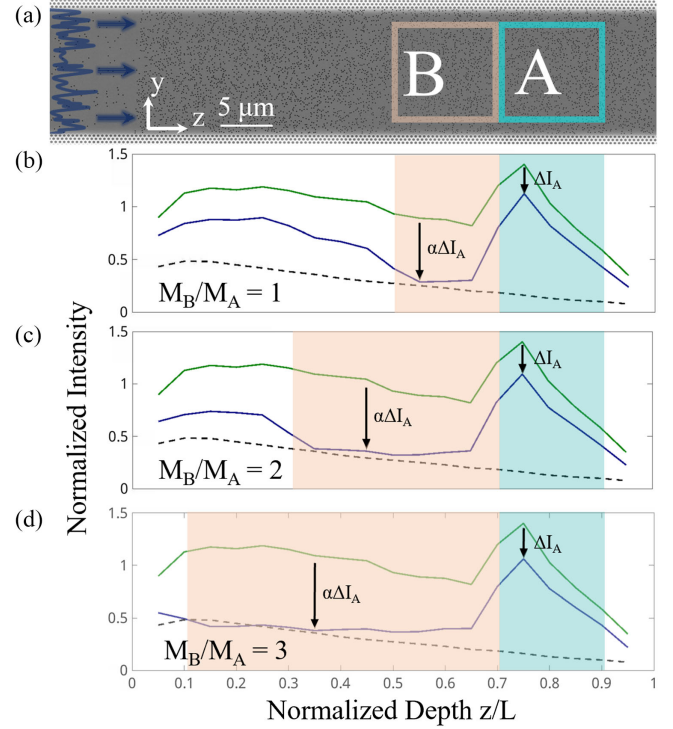 (a)
y
z
5 μm
B
A
(b)
1.5
1
0.5
0
ΔI_A
αΔI_A
M_B/M_A = 1
(c)
1.5
1
0.5
0
ΔI_A
αΔI_A
M_B/M_A = 2
(d)
1.5
1
0.5
0
ΔI_A
αΔI_A
M_B/M_A = 3
Normalized Intensity
0 0.1 0.2 0.3 0.4 0.5 0.6 0.7 0.8 0.9 1
Normalized Depth z/L